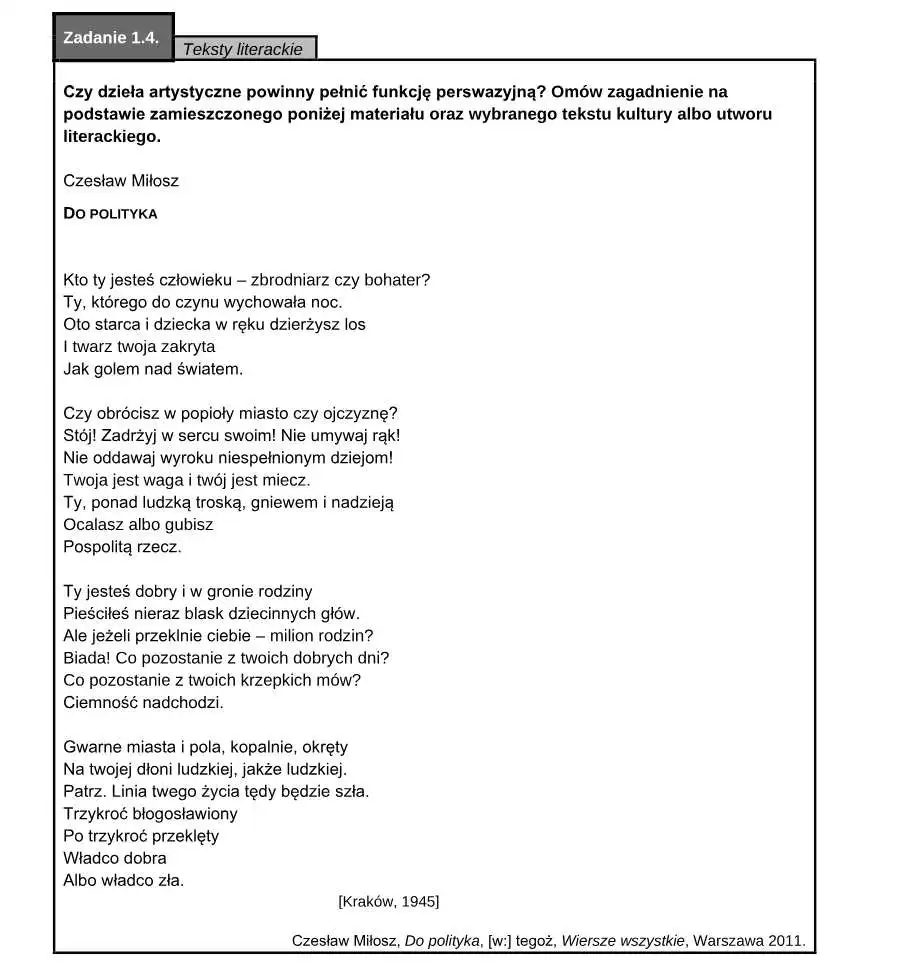 Zadanie 1.4.
Teksty literackie
Czy dzieła artystyczne powinny pełnić funkcję perswazyjną? Omów zagadnienie na
podstawie zamieszczonego poniżej materiału oraz wybranego tekstu kultury albo utworu
literackiego.
Czesław Miłosz
DO POLITYKA
Kto ty jesteś człowieku – zbrodniarz czy bohater?
Ty, którego do czynu wychowała noc.
Oto starca i dziecka w ręku dzierżysz los
I twarz twoja zakryta
Jak golem nad światem.
Czy obrócisz w popioły miasto czy ojczyznę?
Stój! Zadrżyj w sercu swoim! Nie umywaj rąk!
Nie oddawaj wyroku niespełnionym dziejom!
Twoja jest waga i twój jest miecz.
Ty, ponad ludzką troską, gniewem i nadzieją
Ocalasz albo gubisz
Pospolitą rzecz.
Ty jesteś dobry i w gronie rodziny
Pieściłeś nieraz blask dziecinnych głów.
Ale jeżeli przeklnie ciebie – milion rodzin?
Biada! Co pozostanie z twoich dobrych dni?
Co pozostanie z twoich krzepkich mów?
Ciemność nadchodzi.
Gwarne miasta i pola, kopalnie, okręty
Na twojej dłoni ludzkiej, jakże ludzkiej.
Patrz. Linia twego życia tędy będzie szła.
Trzykroć błogosławiony
Po trzykroć przeklęty
Władco dobra
Albo władco zła.
[Kraków, 1945]
Czesław Miłosz, Do polityka, [w:] tegoż, Wiersze wszystkie, Warszawa 2011.